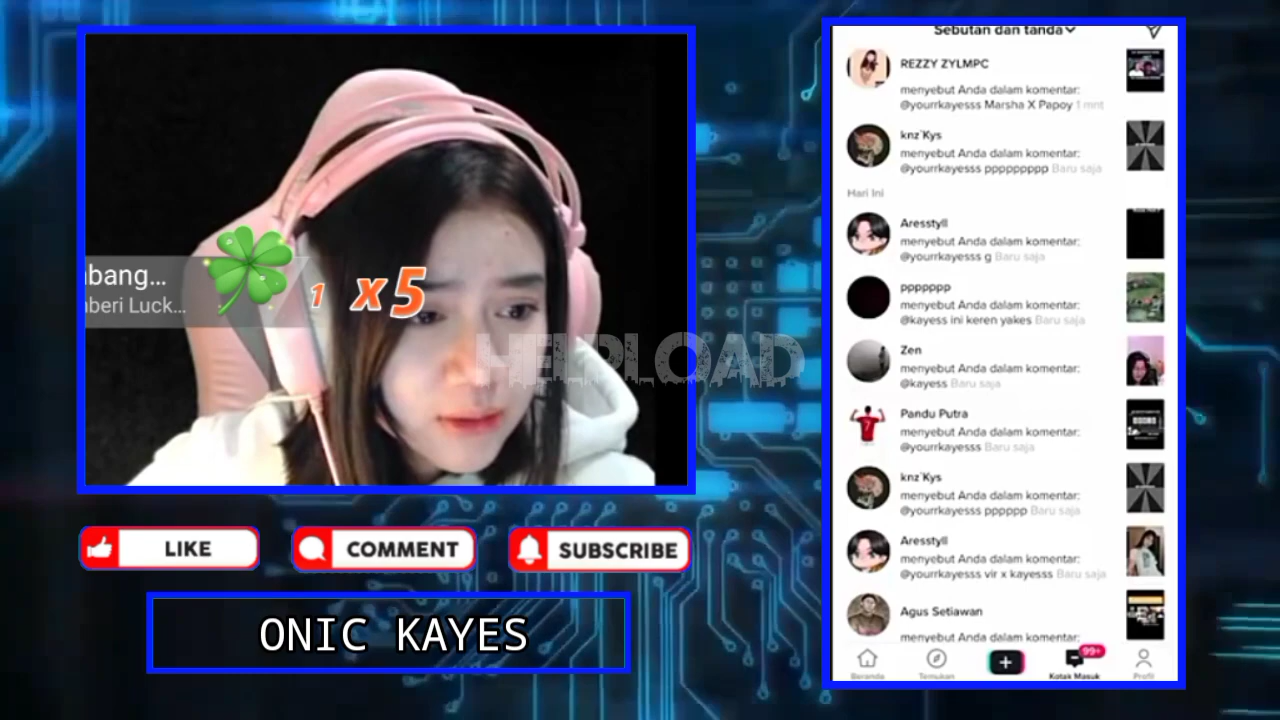 bang...
beri Luck...
1 x5
HELPLOAD
LIKE
COMMENT
SUBSCRIBE
ONIC KAYES
Sebutan dan tanda
REZZY ZYLMPC
menyebut Anda dalam komentar:
@yourrkayesss Marsha X Papoy 1 mnt
knz'Kys
menyebut Anda dalam komentar:
@yourrkayesss ppppppppp Baru saja
Hari Ini
Aresstyll
menyebut Anda dalam komentar:
@yourrkayesss g Baru saja
ppppppp
menyebut Anda dalam komentar:
@kayess ini keren yakes Baru saja
Zen
menyebut Anda dalam komentar:
@kayess Baru saja
Pandu Putra
menyebut Anda dalam komentar:
@yourrkayesss Baru saja
knz'Kys
menyebut Anda dalam komentar:
@yourrkayesss pppppp Baru saja
Aresstyll
menyebut Anda dalam komentar:
@yourrkayesss vir x kayesss Baru saja
Agus Setiawan
menyebut Anda dalam komentar:
99+
Beranda
Temukan
Kotak Masuk
Profil